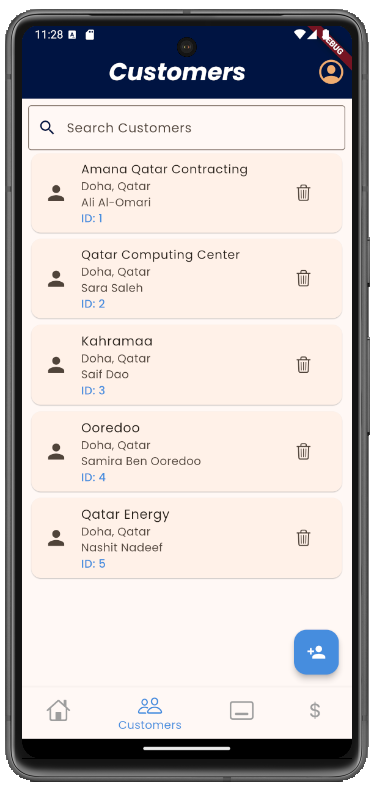 11:28
DEBUG
Customers
Search Customers
Amana Qatar Contracting
Doha, Qatar
Ali Al-Omari
ID: 1
Qatar Computing Center
Doha, Qatar
Sara Saleh
ID: 2
Kahramaa
Doha, Qatar
Saif Dao
ID: 3
Ooredoo
Doha, Qatar
Samira Ben Ooredoo
ID: 4
Qatar Energy
Doha, Qatar
Nashit Nadeef
ID: 5
Customers
$